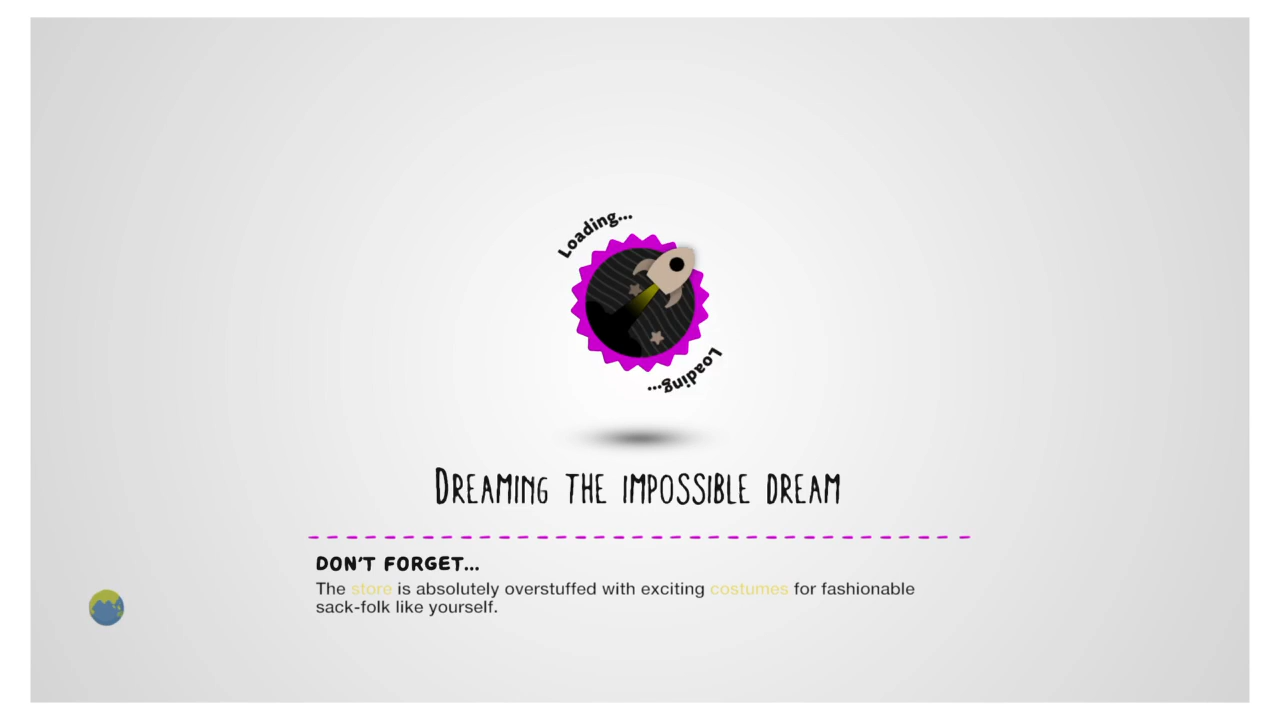 Loading...
Loading...
DREAMING THE IMPOSSIBLE DREAM
DON'T FORGET...
The store is absolutely overstuffed with exciting costumes for fashionable
sack-folk like yourself.